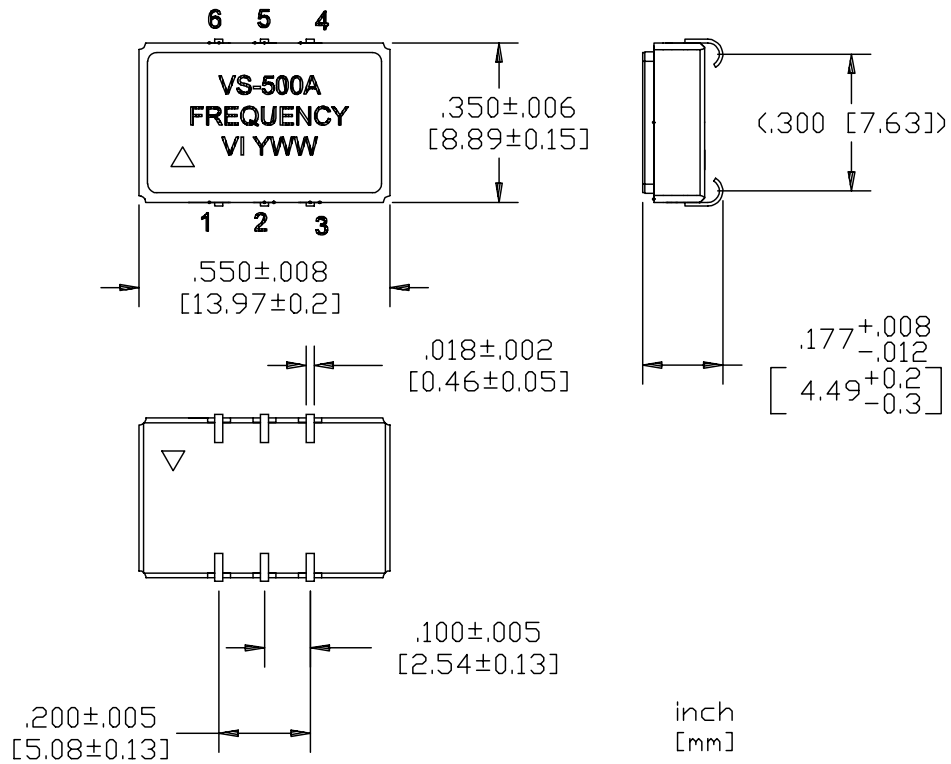 6 5 4
VS-500A
FREQUENCY
VI YWW
1 2 3
.350±.006
[8.89±0.15]
(.300 [7.63])
.550±.008
[13.97±0.2]
.018±.002
[0.46±0.05]
.177+.008
-.012
[4.49+0.2
-0.3]
.100±.005
[2.54±0.13]
.200±.005
[5.08±0.13]
inch
[mm]